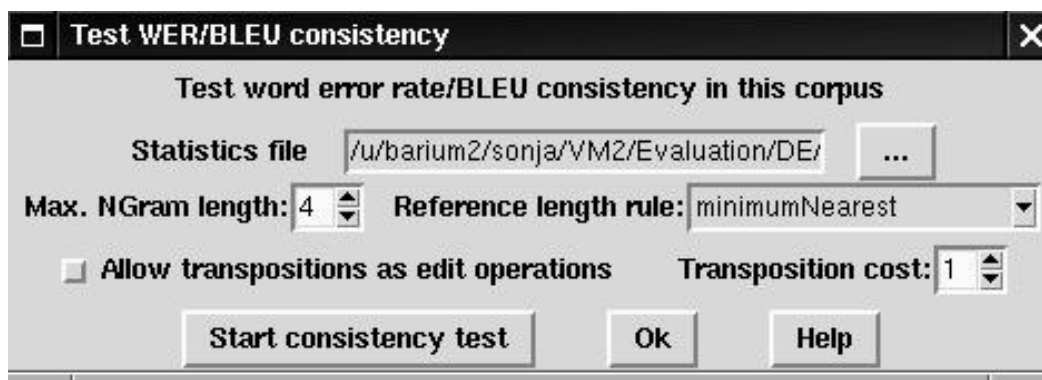 Test WER/BLEU consistency
Test word error rate/BLEU consistency in this corpus
Statistics file /u/barium2/sonja/VM2/Evaluation/DE/ ...
Max. NGram length: 4 Reference length rule: minimumNearest
Allow transpositions as edit operations Transposition cost: 1
Start consistency test Ok Help